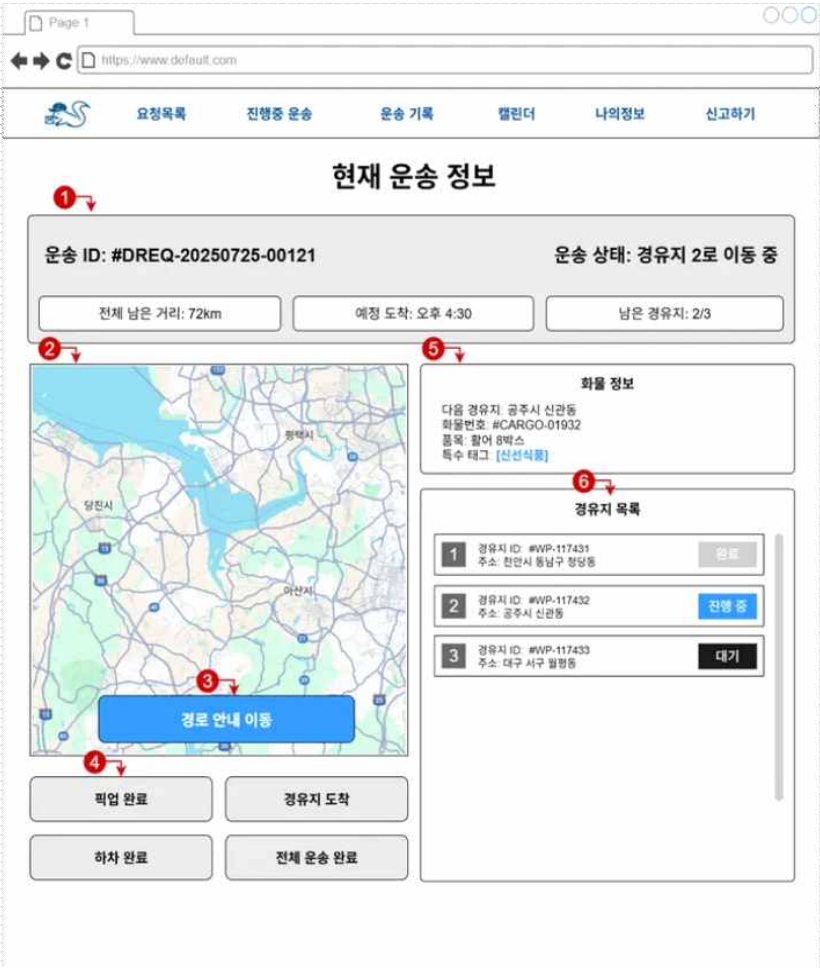 Page 1
https://www.default.com
요청목록 진행중 운송 운송 기록 캘린더 나의정보 신고하기
현재 운송 정보
1
운송 ID: #DREQ-20250725-00121 운송 상태: 경유지 2로 이동 중
전체 남은 거리: 72km 예정 도착: 오후 4:30 남은 경유지: 2/3
2
평택시
당진시
아산시
3
경로 안내 이동
4
픽업 완료 경유지 도착
하차 완료 전체 운송 완료
5
화물 정보
다음 경유지: 공주시 신관동
화물번호: #CARGO-01932
품목: 활어 8박스
특수 태그: [신선식품]
6
경유지 목록
1 경유지 ID: #WP-117431 완료
주소: 천안시 동남구 청당동
2 경유지 ID: #WP-117432 진행 중
주소: 공주시 신관동
3 경유지 ID: #WP-117433 대기
주소: 대구 서구 월평동